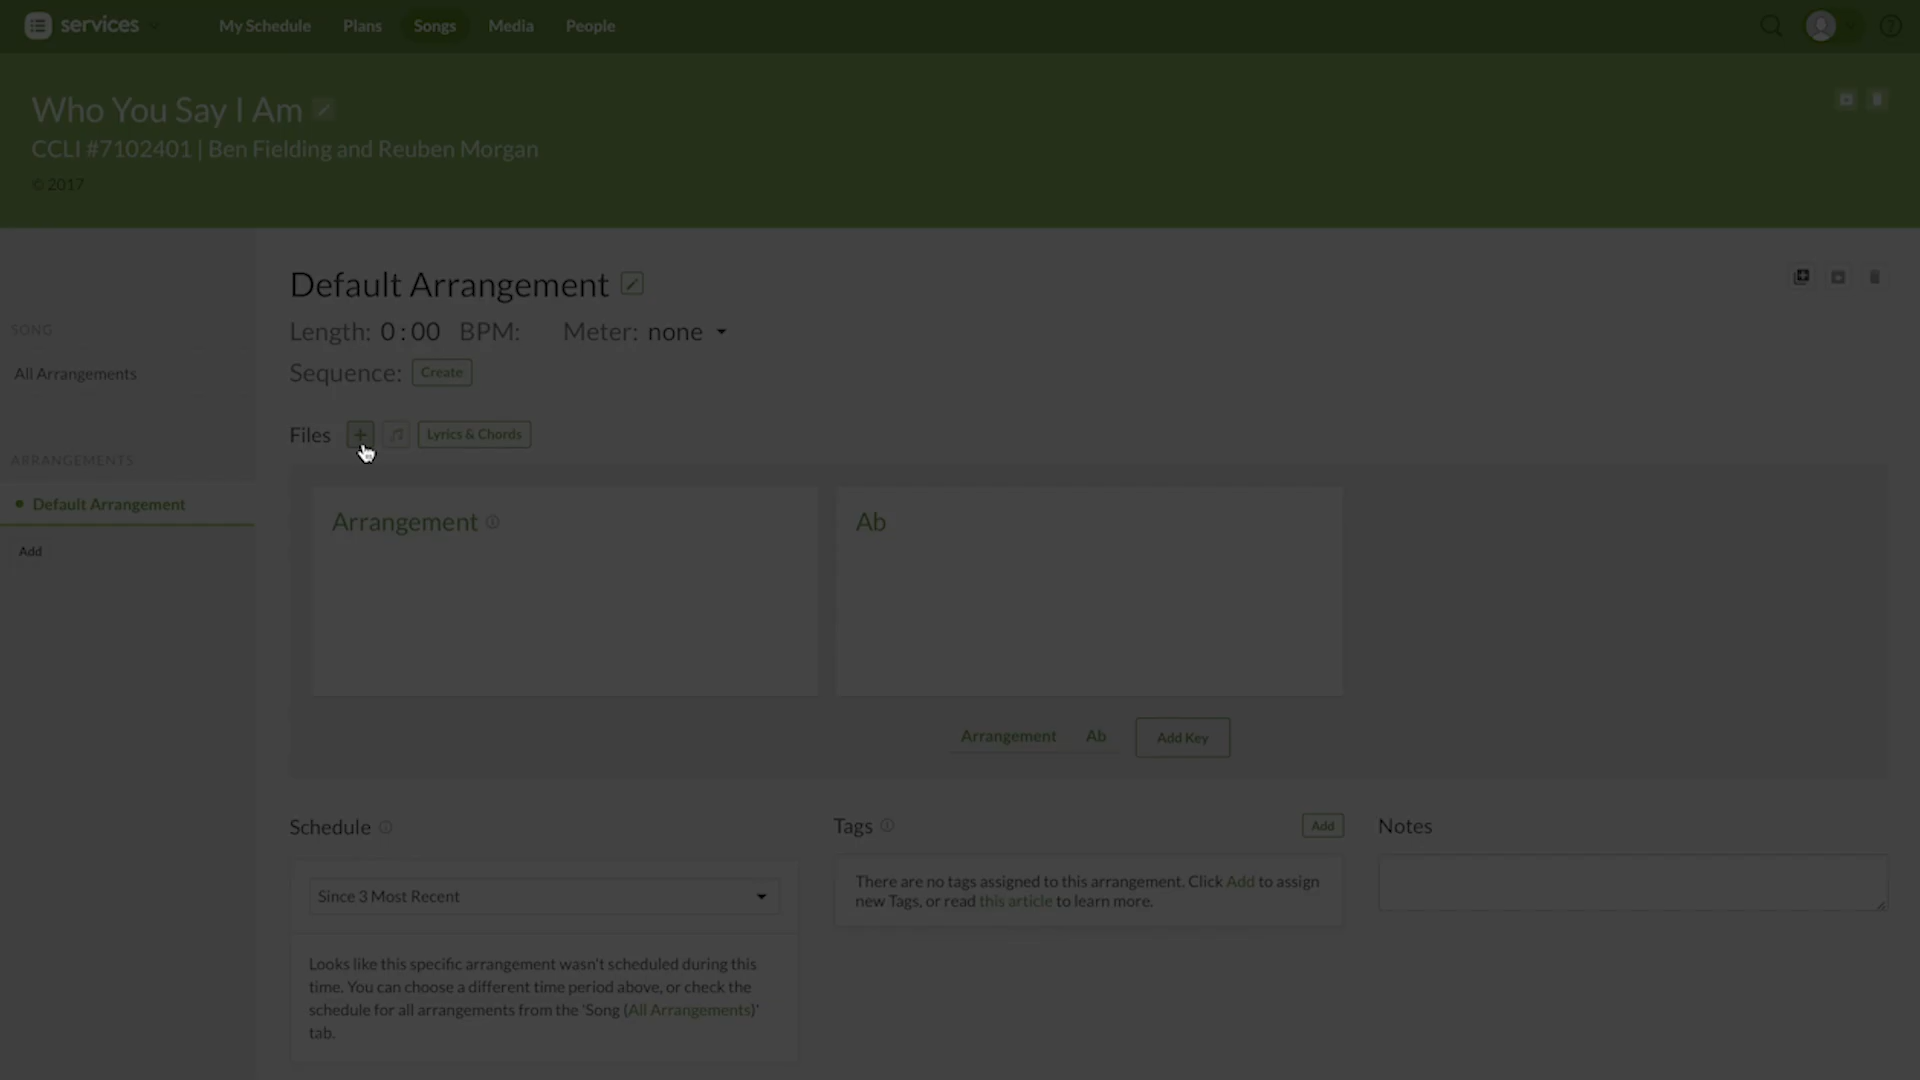 services
My Schedule
Plans
Songs
Media
People
Who You Say I Am
CCLI #7102401 | Ben Fielding and Reuben Morgan
© 2017
SONG
All Arrangements
ARRANGEMENTS
Default Arrangement
Add
Default Arrangement
Length: 0:00 BPM: Meter: none
Sequence: Create
Files + Lyrics & Chords
Arrangement
Ab
Arrangement Ab Add Key
Schedule
Since 3 Most Recent
Looks like this specific arrangement wasn't scheduled during this
time. You can choose a different time period above, or check the
schedule for all arrangements from the 'Song (All Arrangements)'
tab.
Tags
Add
There are no tags assigned to this arrangement. Click Add to assign
new Tags, or read this article to learn more.
Notes